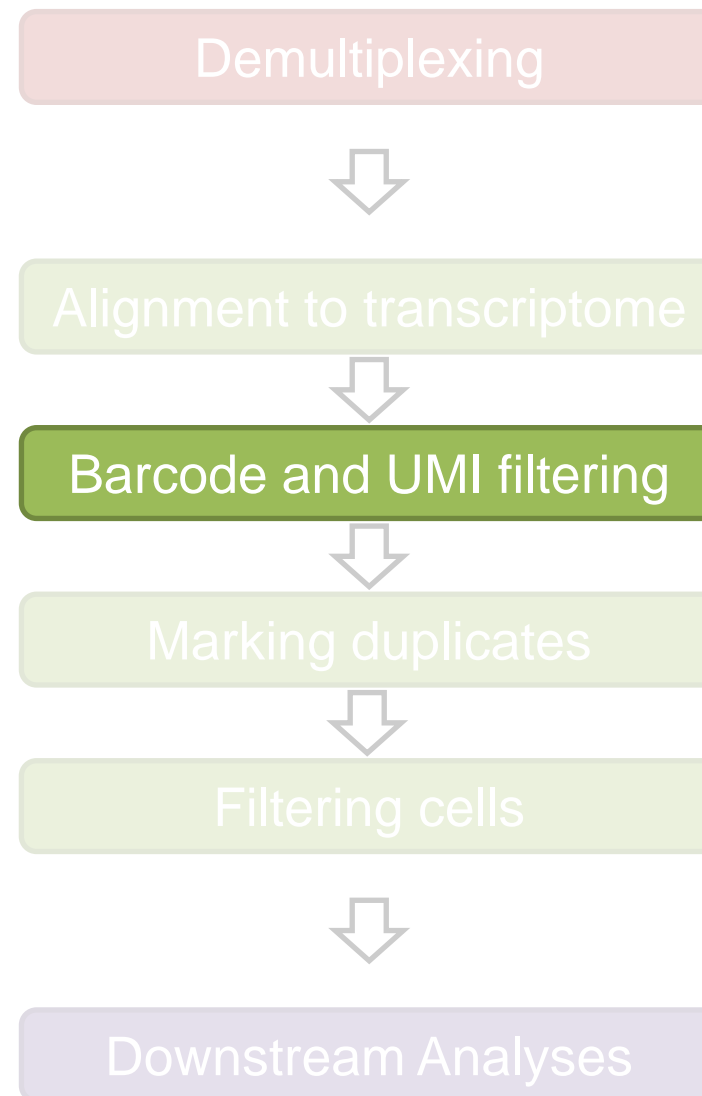 Demultiplexing
Alignment to transcriptome
Barcode and UMI filtering
Marking duplicates
Filtering cells
Downstream Analyses